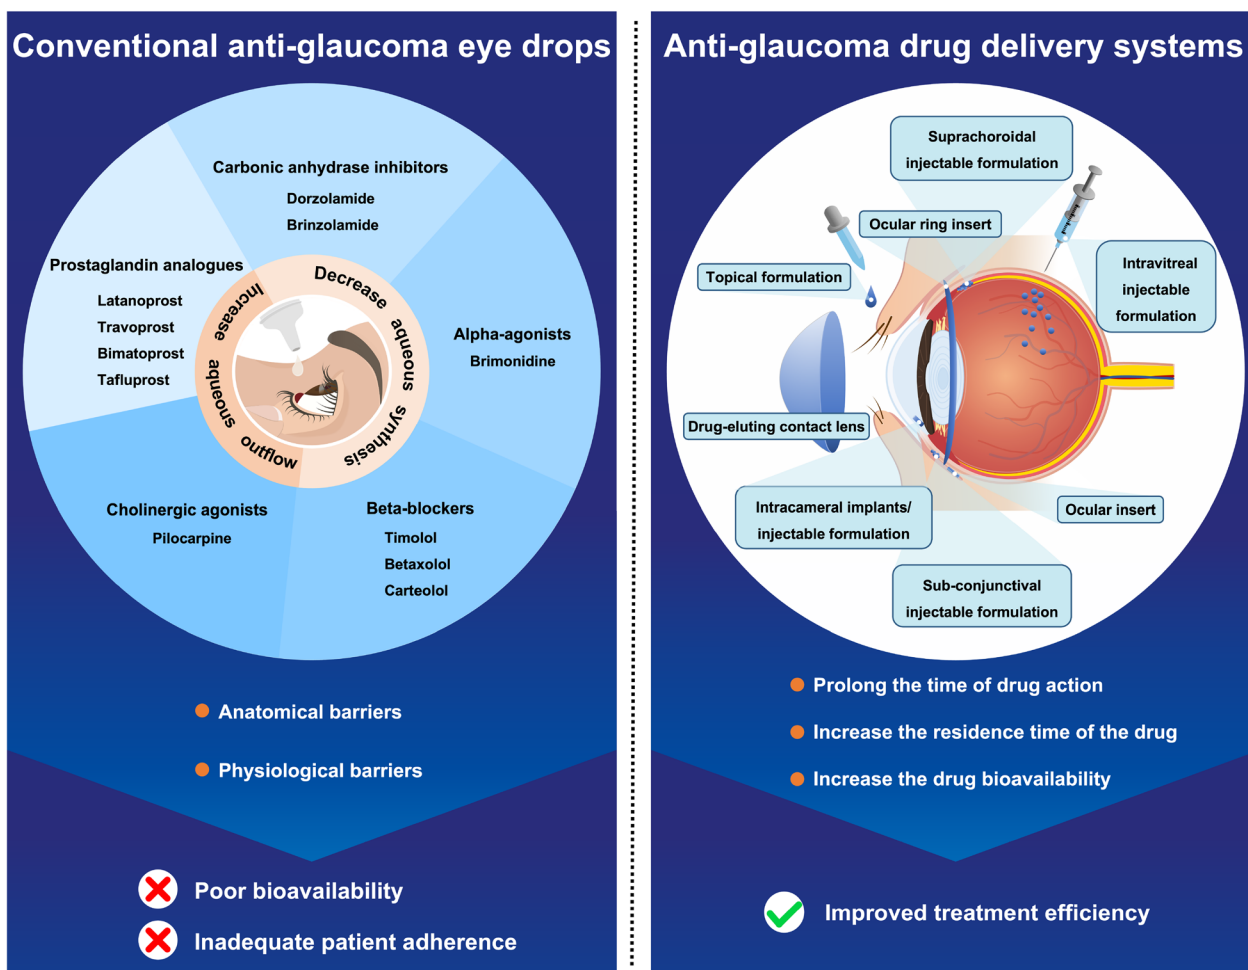 Conventional anti-glaucoma eye drops
Carbonic anhydrase inhibitors
Dorzolamide
Brinzolamide
Prostaglandin analogues
Latanoprost
Travoprost
Bimatoprost
Tafluprost
Alpha-agonists
Brimonidine
Cholinergic agonists
Pilocarpine
Beta-blockers
Timolol
Betaxolol
Carteolol
Increase aqueous outflow
Decrease aqueous synthesis
Anatomical barriers
Physiological barriers
Poor bioavailability
Inadequate patient adherence
Anti-glaucoma drug delivery systems
Suprachoroidal
injectable formulation
Ocular ring insert
Topical formulation
Intravitreal
injectable
formulation
Drug-eluting contact lens
Intracameral implants/
injectable formulation
Ocular insert
Sub-conjunctival
injectable formulation
Prolong the time of drug action
Increase the residence time of the drug
Increase the drug bioavailability
Improved treatment efficiency